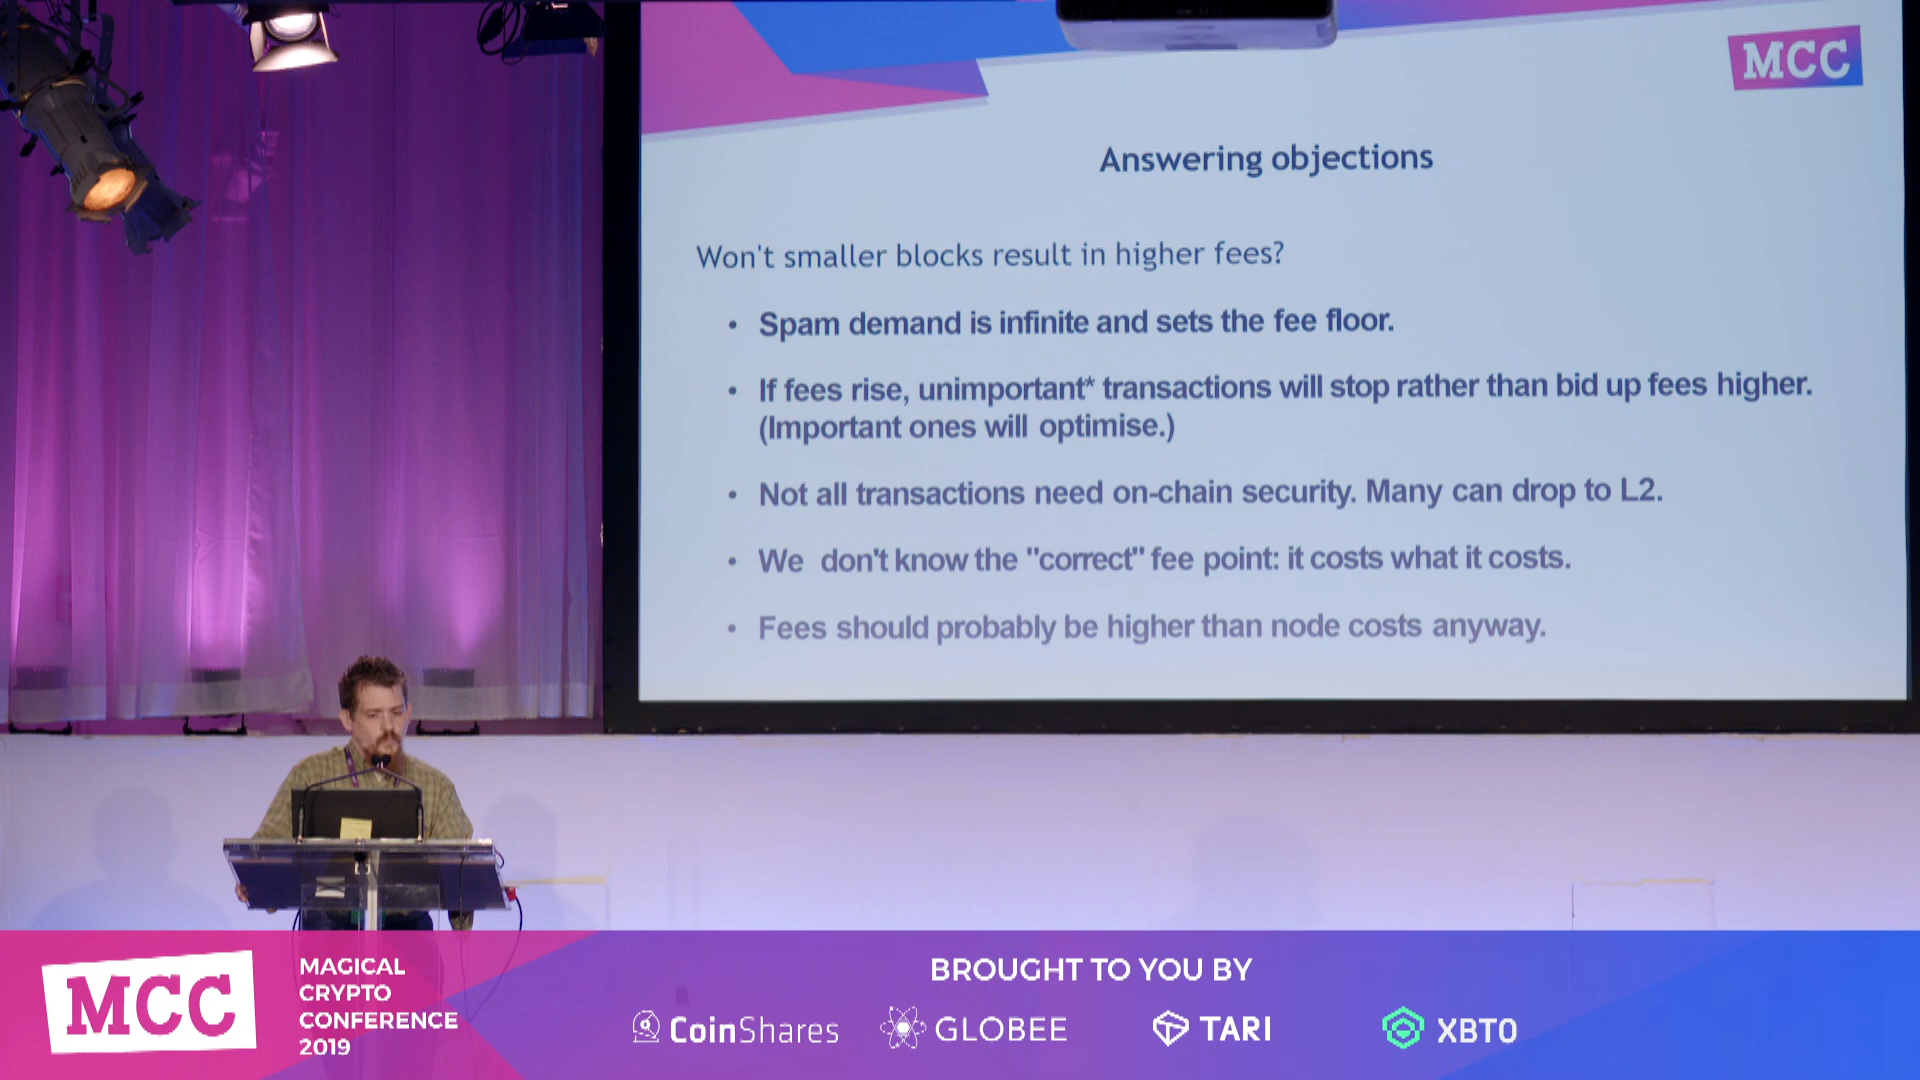 MCC
Answering objections
Won't smaller blocks result in higher fees?
• Spam demand is infinite and sets the fee floor.
• If fees rise, unimportant* transactions will stop rather than bid up fees higher.
(Important ones will optimise.)
• Not all transactions need on-chain security. Many can drop to L2.
• We don't know the "correct" fee point: it costs what it costs.
• Fees should probably be higher than node costs anyway.
MCC
MAGICAL
CRYPTO
CONFERENCE
2019
BROUGHT TO YOU BY
CoinShares
GLOBEE
TARI
XBTO